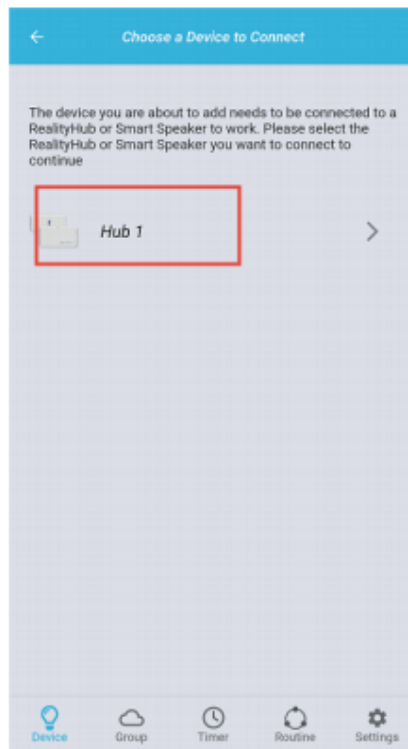 Choose a Device to Connect
The device you are about to add needs to be connected to a
RealityHub or Smart Speaker to work. Please select the
RealityHub or Smart Speaker you want to connect to
continue
Hub 1
Device
Group
Timer
Routine
Settings